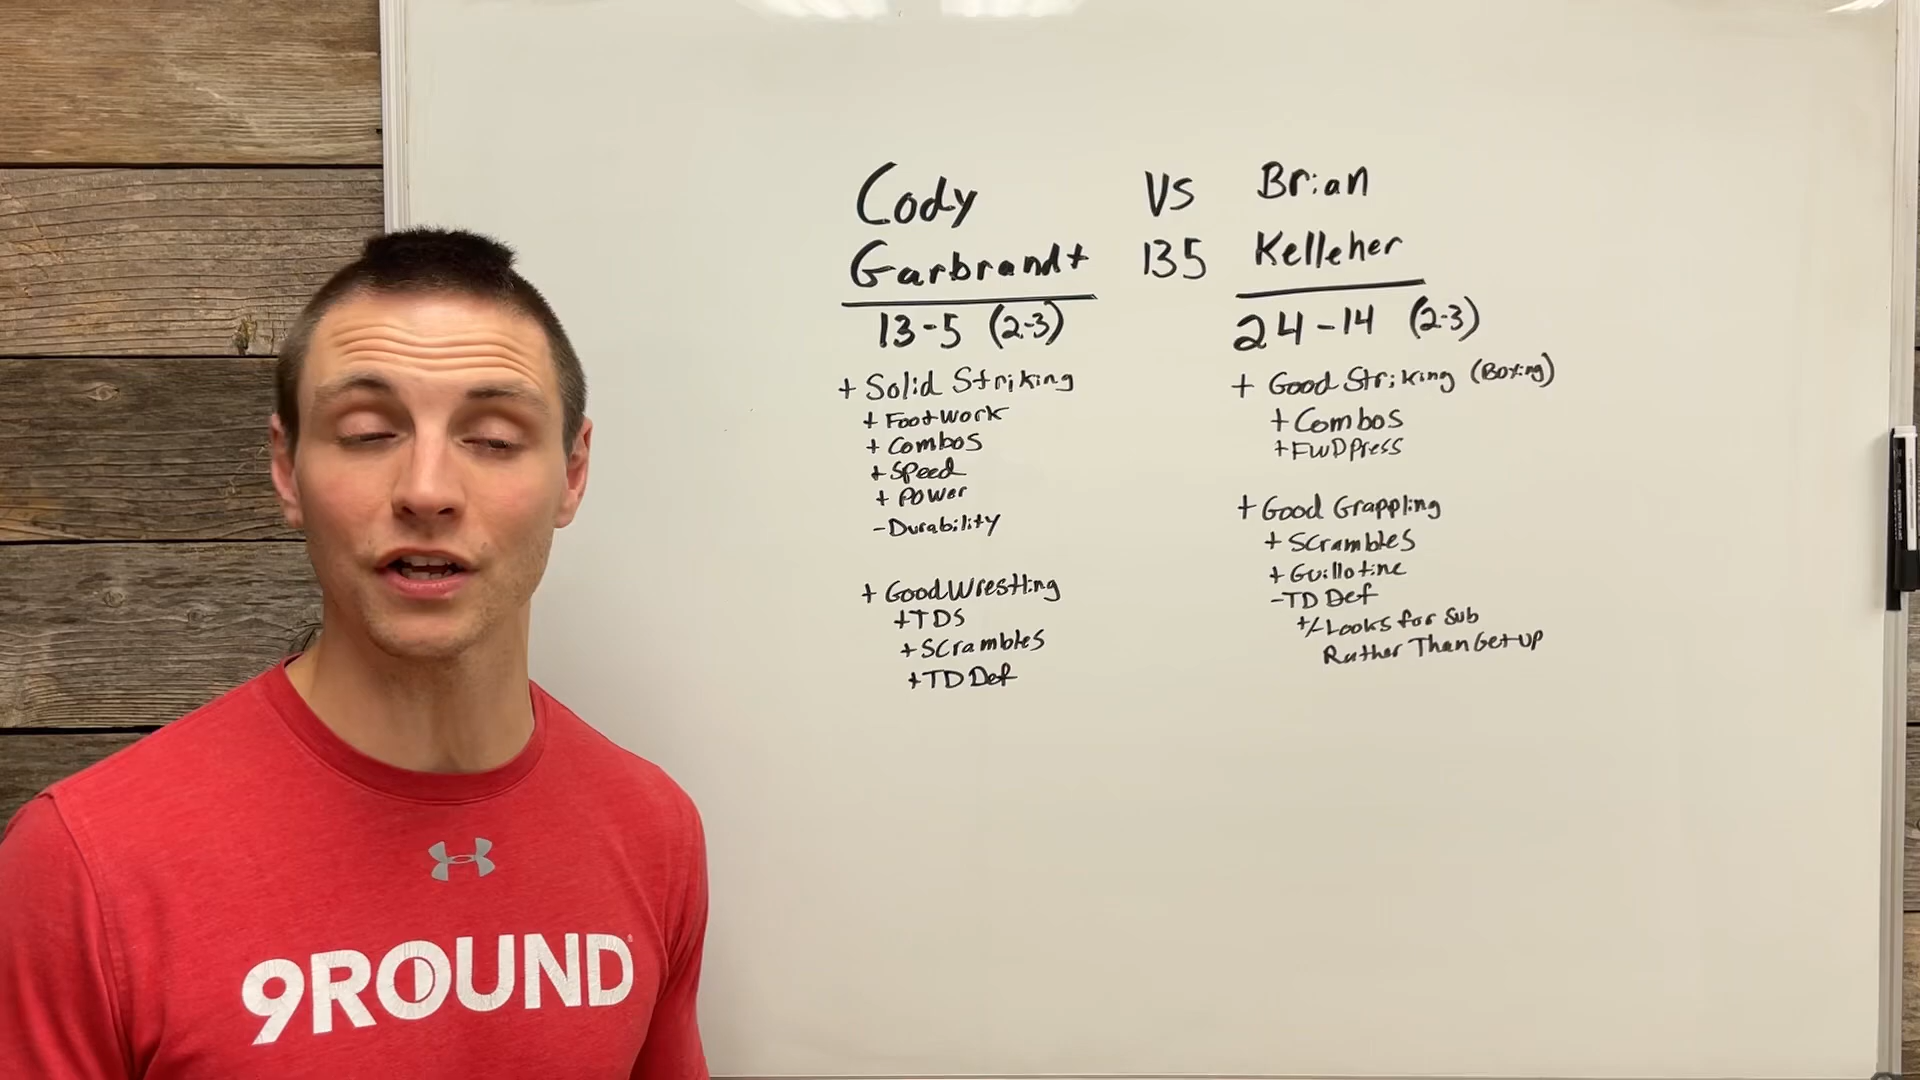 Cody VS Brian
Garbrandt 135 Kelleher
13-5 (2-3)
+ Solid Striking
+ Footwork
+ Combos
+ Speed
+ Power
- Durability
+ Good Wrestling
+ TDS
+ Scrambles
+ TD Def
24-14 (2-3)
+ Good Striking (Boxing)
+ Combos
+ FWD Press
+ Good Grappling
+ Scrambles
+ Guillotine
- TD Def
+/- Looks for Sub
Rather Than Get Up
9ROUND